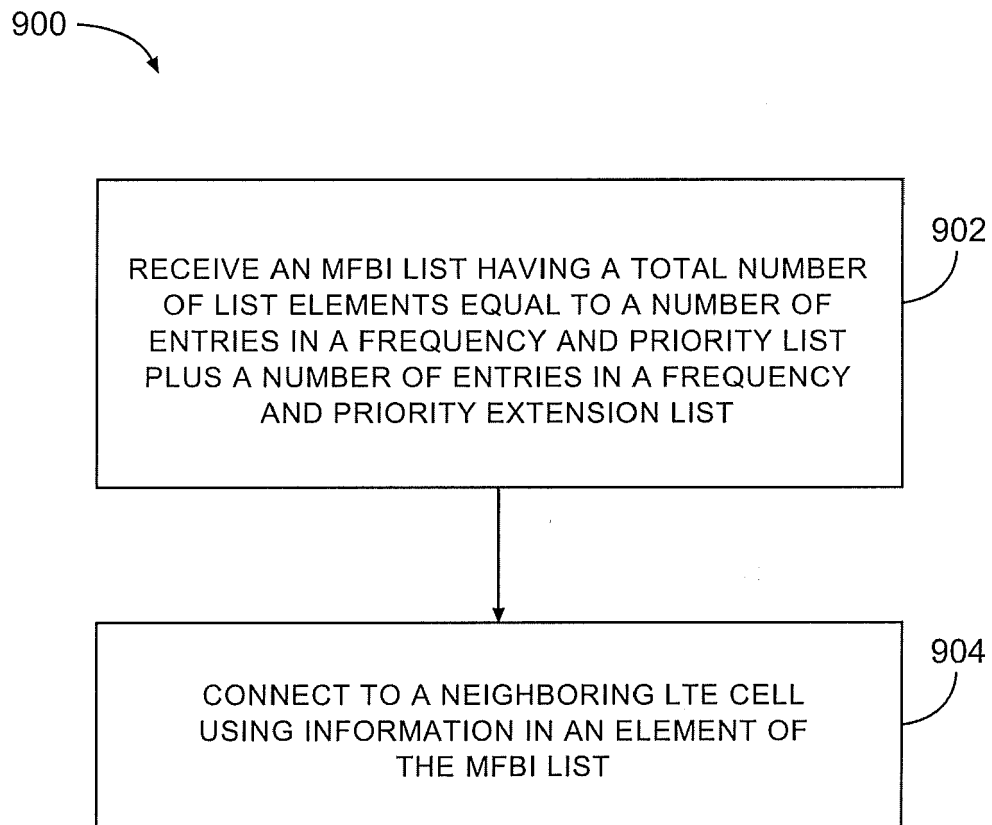 900
902
RECEIVE AN MFBI LIST HAVING A TOTAL NUMBER
OF LIST ELEMENTS EQUAL TO A NUMBER OF
ENTRIES IN A FREQUENCY AND PRIORITY LIST
PLUS A NUMBER OF ENTRIES IN A FREQUENCY
AND PRIORITY EXTENSION LIST
904
CONNECT TO A NEIGHBORING LTE CELL
USING INFORMATION IN AN ELEMENT OF
THE MFBI LIST